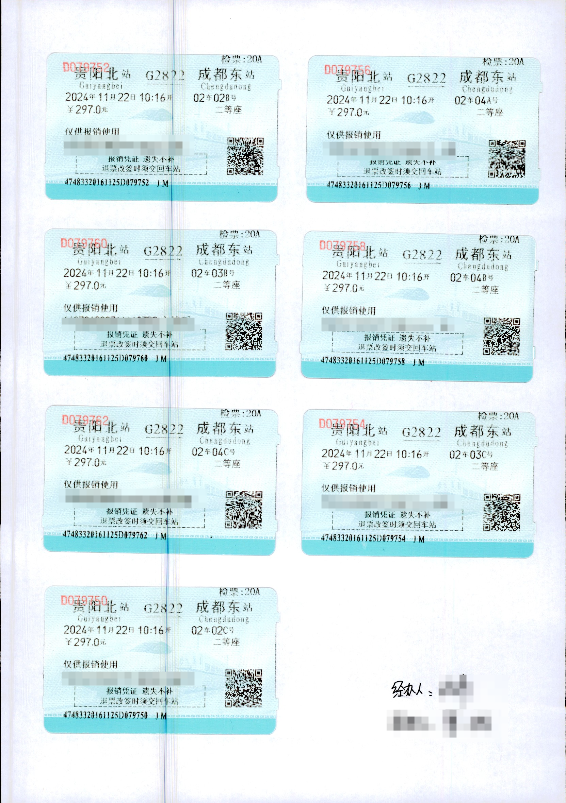 检票:20A
D079752
贵阳北站 G2822 成都东站
Guiyangbei Chengdudong
2024年11月22日10:16开 02车02B号
￥297.0元 二等座
仅供报销使用
报销凭证 遗失不补
退票改签时须交回车站
47483320161125D079752 JM
检票:20A
D079756
贵阳北站 G2822 成都东站
Guiyangbei Chengdudong
2024年11月22日10:16开 02车04A号
￥297.0元 二等座
仅供报销使用
报销凭证 遗失不补
退票改签时须交回车站
47483320161125D079756 JM
检票:20A
D079760
贵阳北站 G2822 成都东站
Guiyangbei Chengdudong
2024年11月22日10:16开 02车03B号
￥297.0元 二等座
仅供报销使用
报销凭证 遗失不补
退票改签时须交回车站
47483320161125D079760 JM
检票:20A
D079758
贵阳北站 G2822 成都东站
Guiyangbei Chengdudong
2024年11月22日10:16开 02车04B号
￥297.0元 二等座
仅供报销使用
报销凭证 遗失不补
退票改签时须交回车站
47483320161125D079758 JM
检票:20A
D079762
贵阳北站 G2822 成都东站
Guiyangbei Chengdudong
2024年11月22日10:16开 02车04C号
￥297.0元 二等座
仅供报销使用
报销凭证 遗失不补
退票改签时须交回车站
47483320161125D079762 JM
检票:20A
D079754
贵阳北站 G2822 成都东站
Guiyangbei Chengdudong
2024年11月22日10:16开 02车03C号
￥297.0元 二等座
仅供报销使用
报销凭证 遗失不补
退票改签时须交回车站
47483320161125D079754 JM
检票:20A
D079750
贵阳北站 G2822 成都东站
Guiyangbei Chengdudong
2024年11月22日10:16开 02车02C号
￥297.0元 二等座
仅供报销使用
报销凭证 遗失不补
退票改签时须交回车站
47483320161125D079750 JM
经办人: